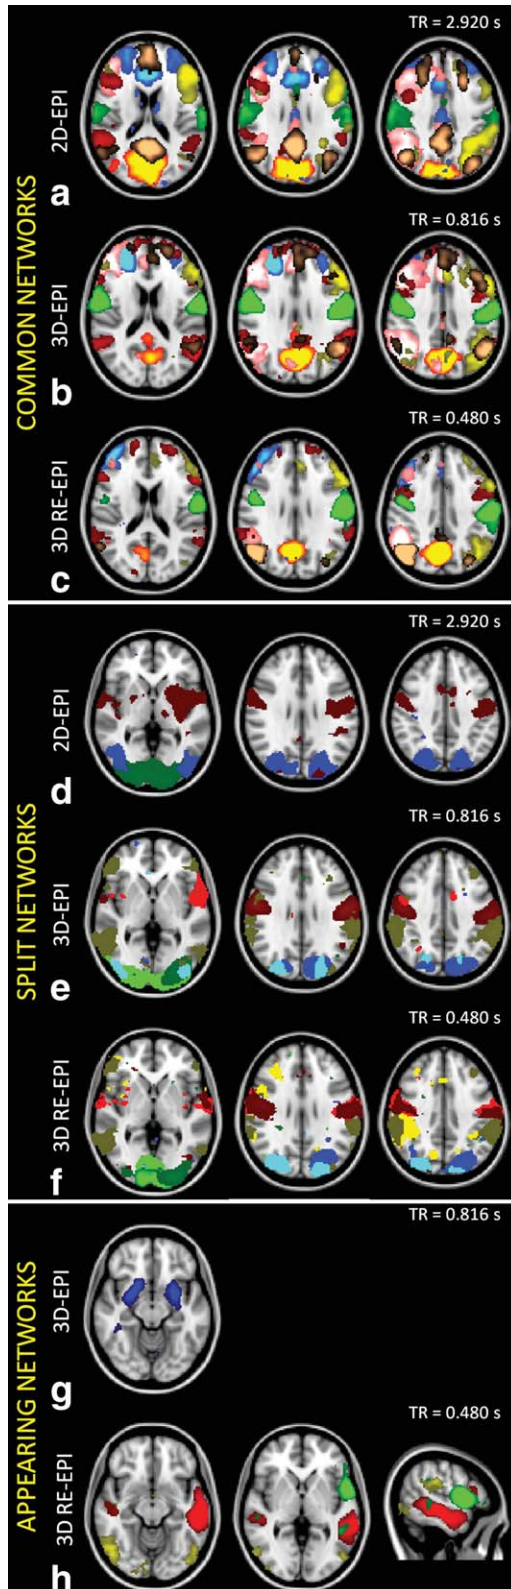 COMMON NETWORKS
TR = 2.920 s
2D-EPI
a
TR = 0.816 s
3D-EPI
b
TR = 0.480 s
3D RE-EPI
c
SPLIT NETWORKS
TR = 2.920 s
2D-EPI
d
TR = 0.816 s
3D-EPI
e
TR = 0.480 s
3D RE-EPI
f
APPEARING NETWORKS
TR = 0.816 s
3D-EPI
g
TR = 0.480 s
3D RE-EPI
h